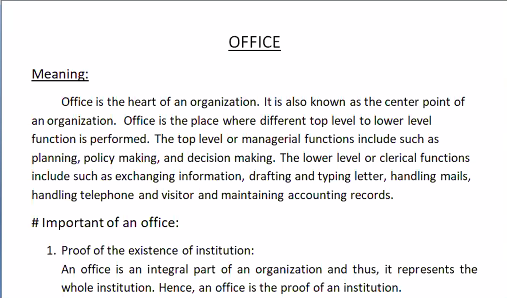 OFFICE
Meaning:
Office is the heart of an organization. It is also known as the center point of
an organization. Office is the place where different top level to lower level
function is performed. The top level or managerial functions include such as
planning, policy making, and decision making. The lower level or clerical functions
include such as exchanging information, drafting and typing letter, handling mails,
handling telephone and visitor and maintaining accounting records.
# Important of an office:
1. Proof of the existence of institution:
An office is an integral part of an organization and thus, it represents the
whole institution. Hence, an office is the proof of an institution.